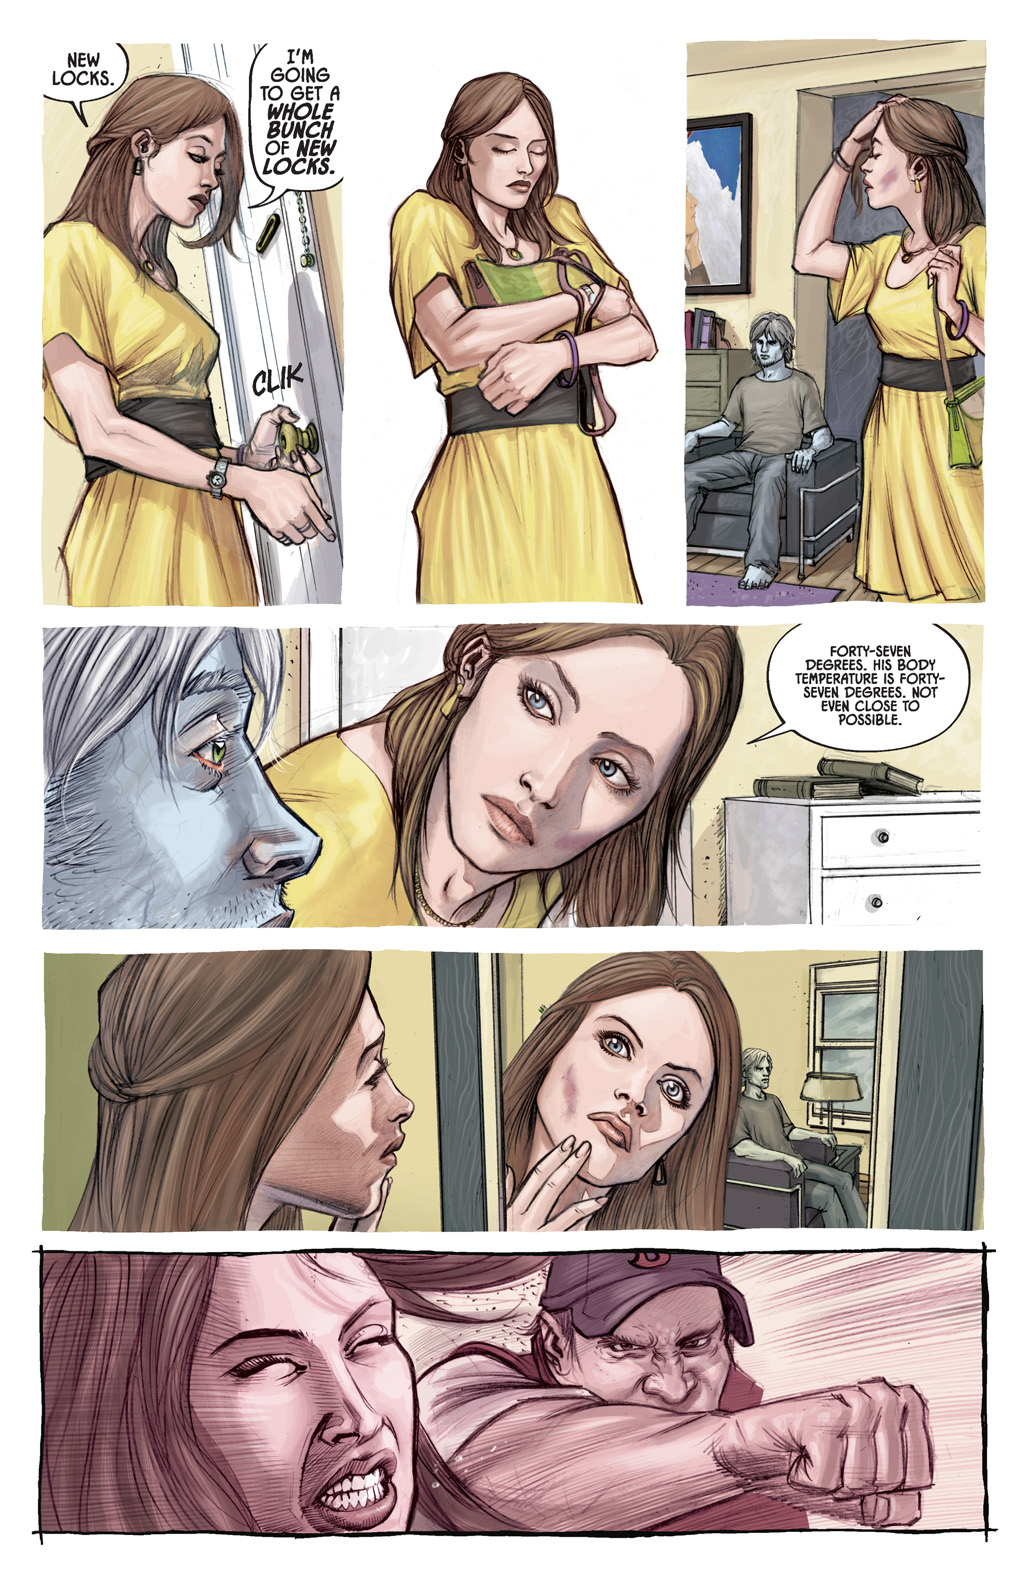 NEW
LOCKS.
I'M
GOING
TO GET A
WHOLE
BUNCH
OF NEW
LOCKS.
CLIK
FORTY-SEVEN
DEGREES. HIS BODY
TEMPERATURE IS FORTY-
SEVEN DEGREES. NOT
EVEN CLOSE TO
POSSIBLE.
B